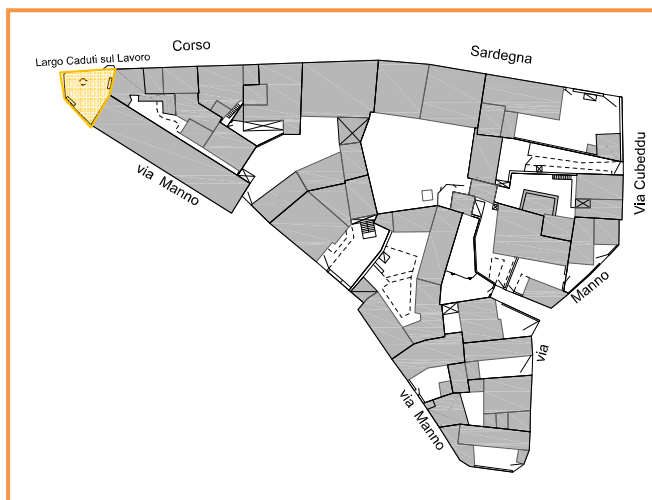 Corso
Sardegna
Largo Caduti sul Lavoro
via Manno
Via Cubeddu
Manno
via
via Manno